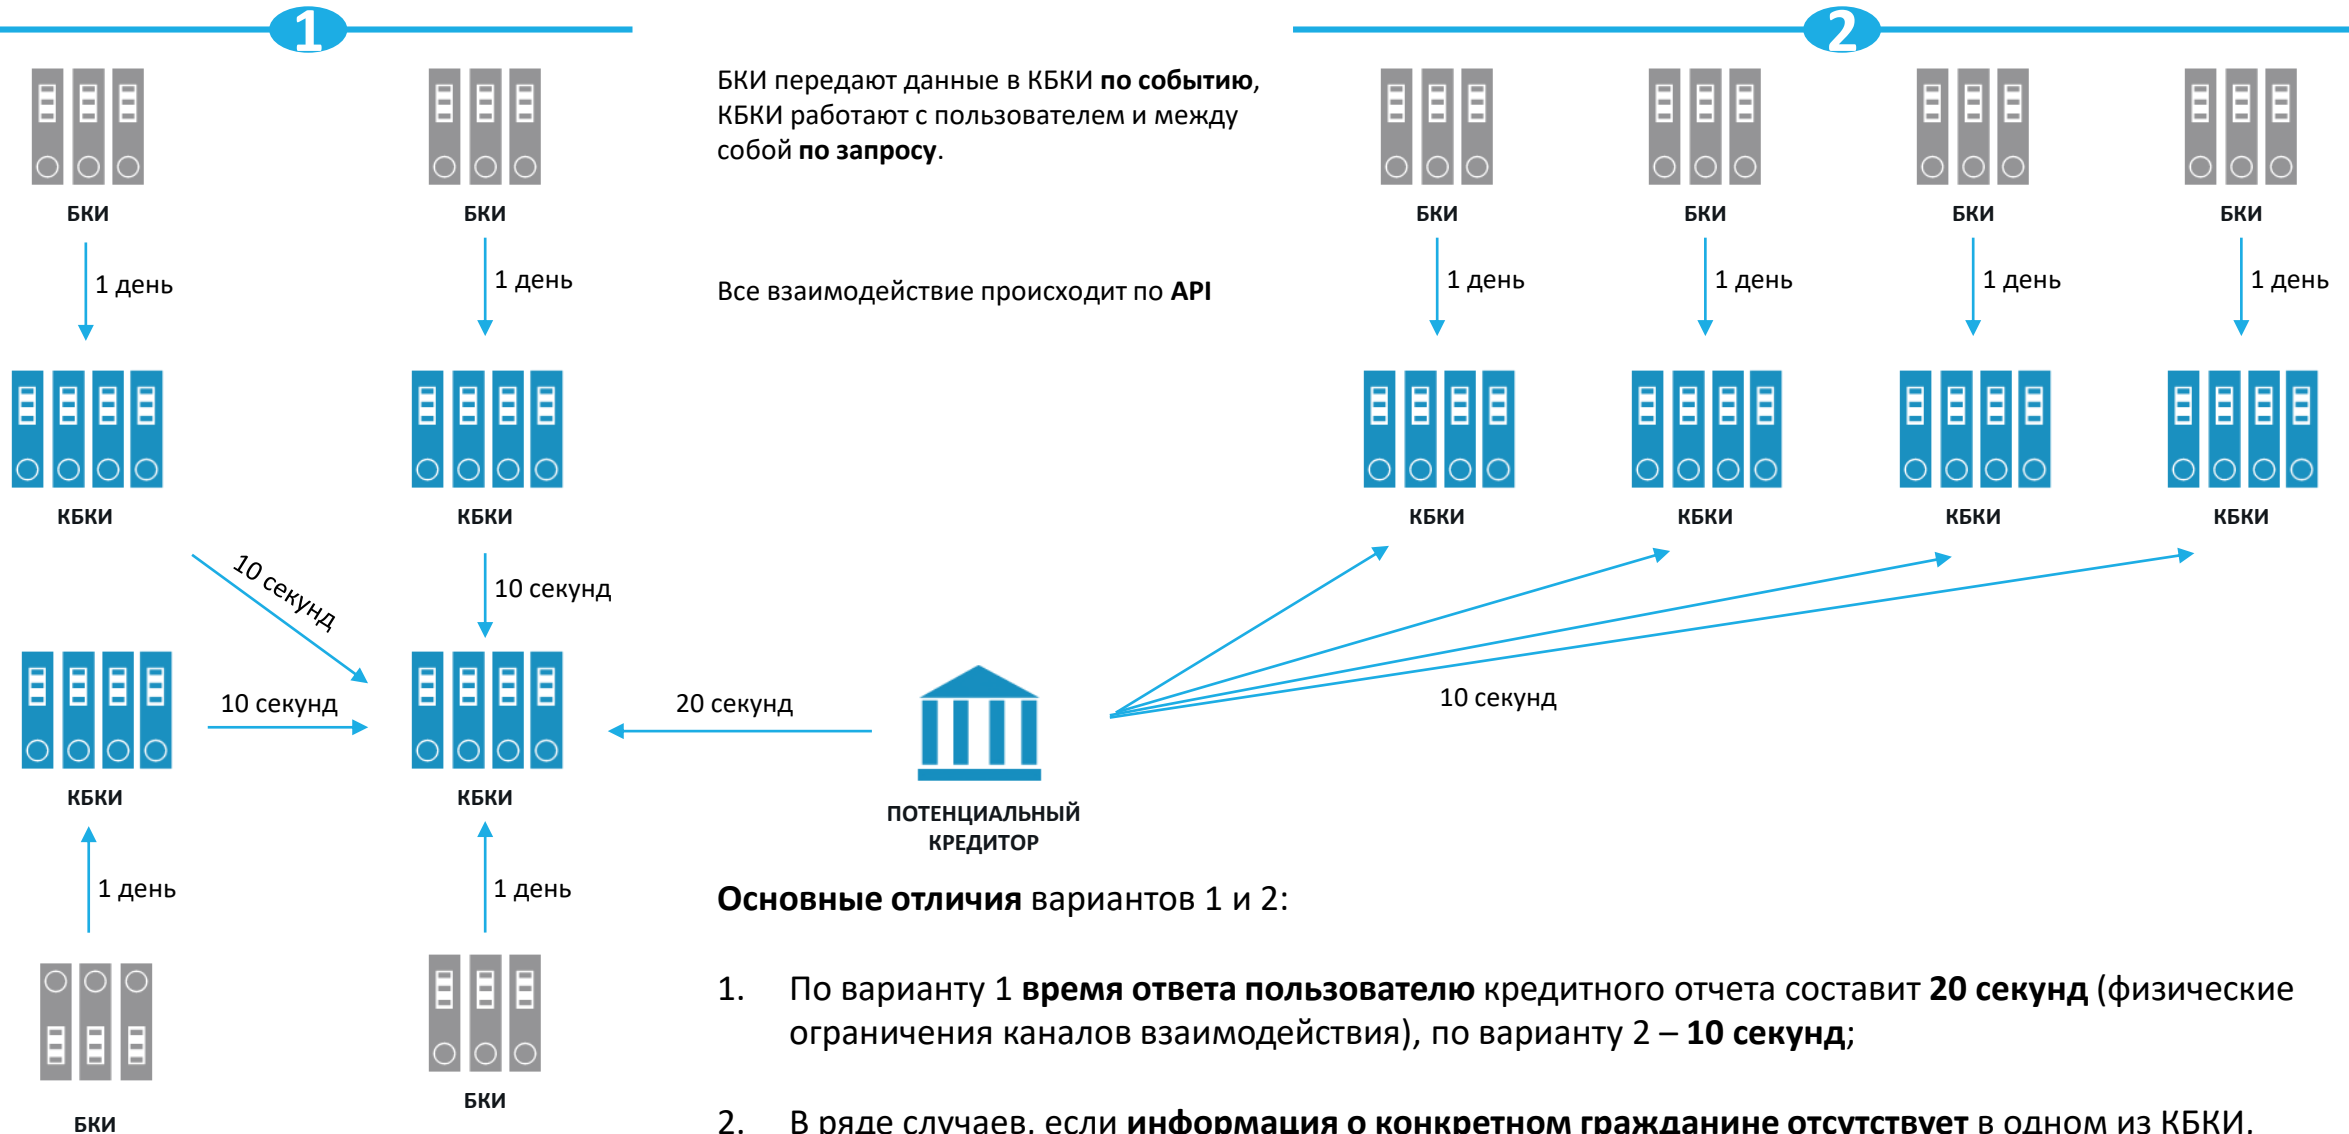 1
2
БКИ передают данные в КБКИ по событию,
КБКИ работают с пользователем и между
собой по запросу.
БКИ
БКИ
БКИ
БКИ
БКИ
БКИ
1 день
1 день
Все взаимодействие происходит по API
1 день
1 день
1 день
1 день
КБКИ
КБКИ
КБКИ
КБКИ
КБКИ
КБКИ
10 секунд
10 секунд
10 секунд
20 секунд
10 секунд
КБКИ
КБКИ
ПОТЕНЦИАЛЬНЫЙ
КРЕДИТОР
1 день
1 день
БКИ
БКИ
Основные отличия вариантов 1 и 2:
1. По варианту 1 время ответа пользователю кредитного отчета составит 20 секунд (физические
ограничения каналов взаимодействия), по варианту 2 – 10 секунд;
2. В ряде случаев, если информация о конкретном гражданине отсутствует в одном из КБКИ,